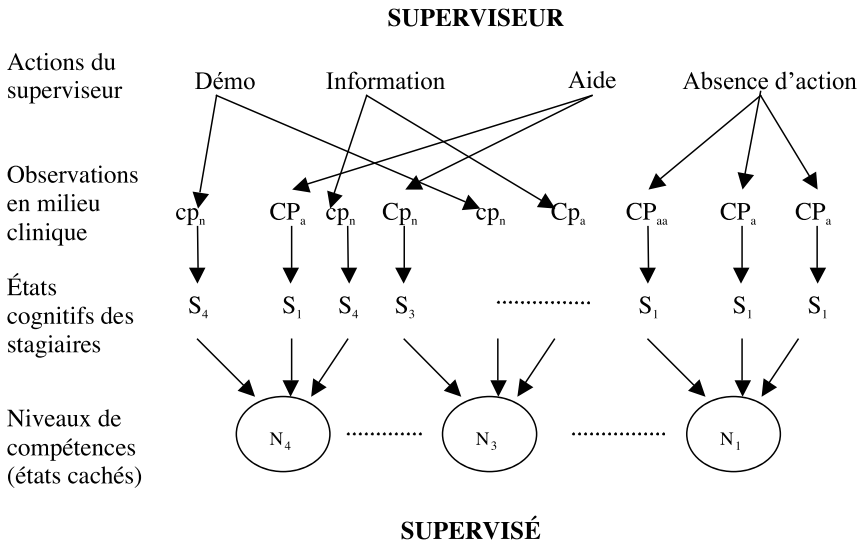 SUPERVISEUR
Actions du
superviseur
Démo Information Aide Absence d’action
Observations
en milieu
clinique
cpn CPa cpn Cpn cpn Cpa CPaa CPa CPa
États
cognitifs des
stagiaires
S4 S1 S4 S3 S1 S1 S1
Niveaux de
compétences
(états cachés)
N4 N3 N1
SUPERVISÉ